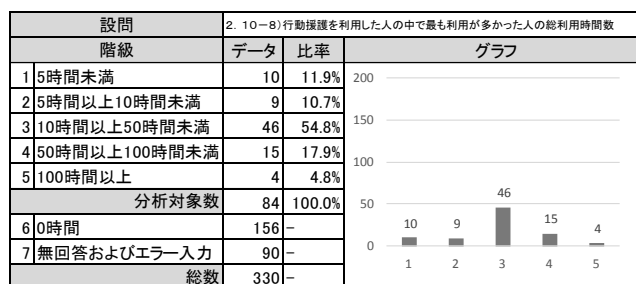 設問 2. 10-8)行動援護を利用した人の中で最も利用が多かった人の総利用時間数
階級 データ 比率 グラフ
1 5時間未満 10 11.9%
2 5時間以上10時間未満 9 10.7%
3 10時間以上50時間未満 46 54.8%
4 50時間以上100時間未満 15 17.9%
5 100時間以上 4 4.8%
分析対象数 84 100.0%
6 0時間 156 -
7 無回答およびエラー入力 90 -
総数 330 -
200
150
100
50
0
10 9 46 15 4
1 2 3 4 5